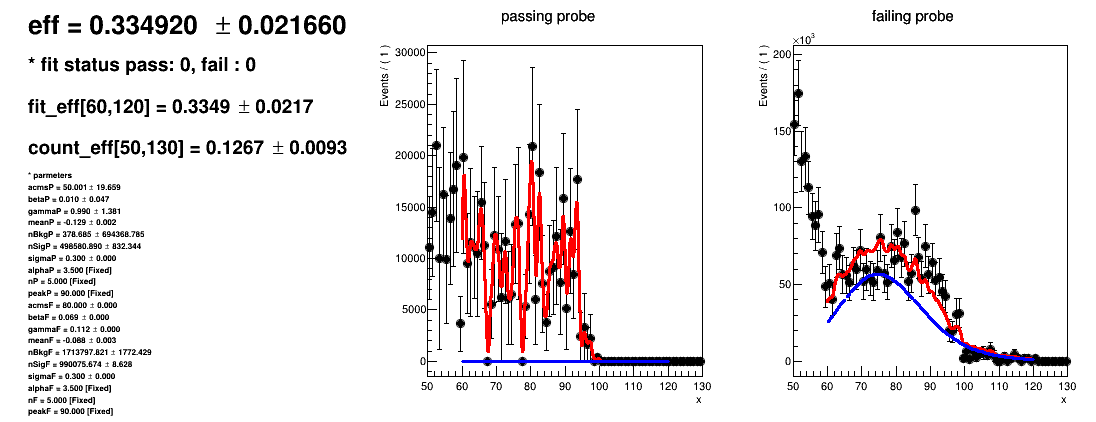 eff = 0.334920 ± 0.021660
* fit status pass: 0, fail : 0
fit_eff[60,120] = 0.3349 ± 0.0217
count_eff[50,130] = 0.1267 ± 0.0093
* parmeters
acmsP = 50.001 ± 19.659
betaP = 0.010 ± 0.047
gammaP = 0.990 ± 1.381
meanP = -0.129 ± 0.002
nBkgP = 378.685 ± 694368.785
nSigP = 498580.890 ± 832.344
sigmaP = 0.300 ± 0.000
alphaP = 3.500 [Fixed]
nP = 5.000 [Fixed]
peakP = 90.000 [Fixed]
acmsF = 80.000 ± 0.000
betaF = 0.069 ± 0.000
gammaF = 0.112 ± 0.000
meanF = -0.088 ± 0.003
nBkgF = 1713797.821 ± 1772.429
nSigF = 990075.674 ± 8.628
sigmaF = 0.300 ± 0.000
alphaF = 3.500 [Fixed]
nF = 5.000 [Fixed]
peakF = 90.000 [Fixed]
passing probe
Events / ( 1 )
30000
25000
20000
15000
10000
5000
0
50 60 70 80 90 100 110 120 130
x
failing probe
×10³
Events / ( 1 )
200
150
100
50
0
50 60 70 80 90 100 110 120 130
x